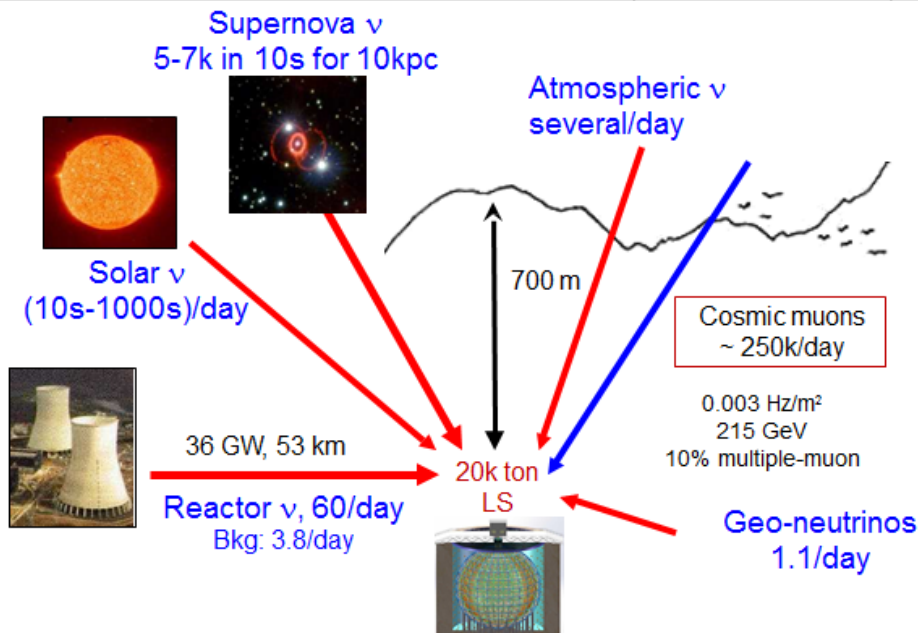 Supernova ν
5-7k in 10s for 10kpc
Atmospheric ν
several/day
Solar ν
(10s-1000s)/day
700 m
Cosmic muons
~ 250k/day
0.003 Hz/m²
215 GeV
10% multiple-muon
36 GW, 53 km
Reactor ν, 60/day
Bkg: 3.8/day
20k ton
LS
Geo-neutrinos
1.1/day